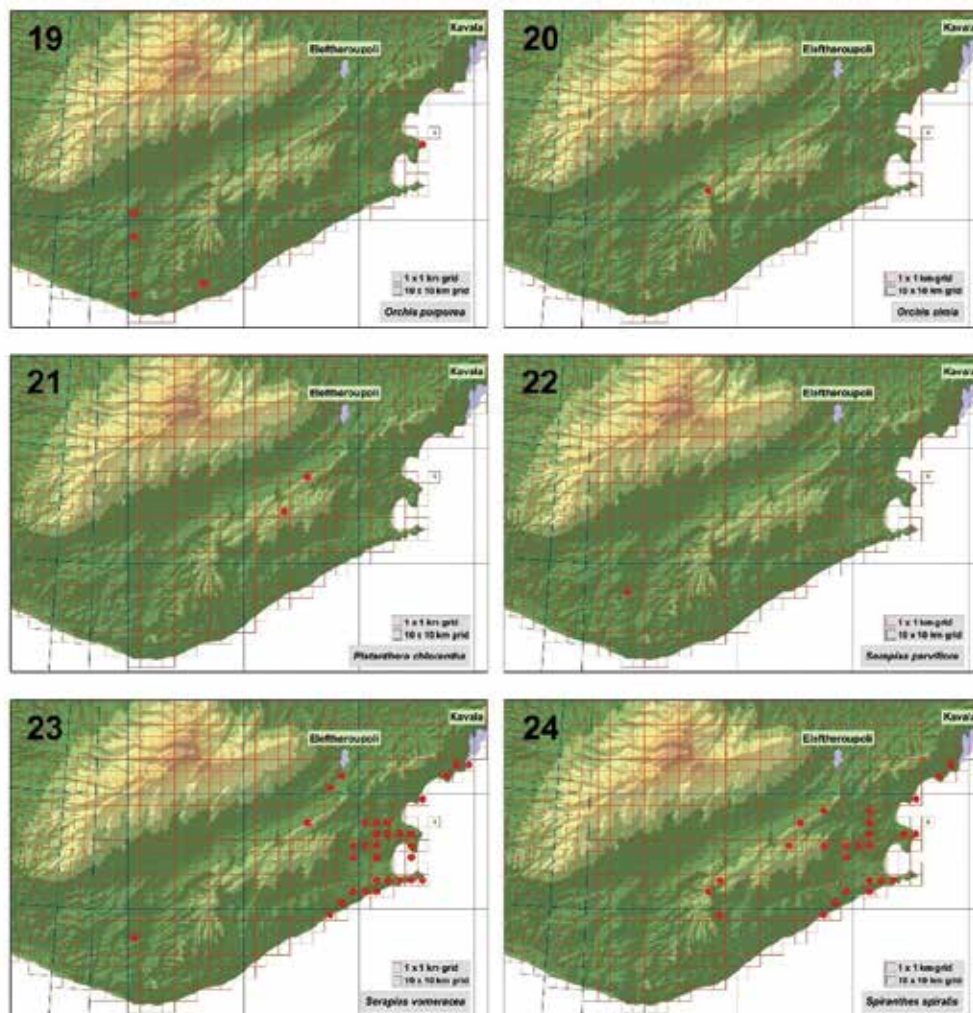 19
Kavala
Eleftheroupoli
1 x 1 km grid
10 x 10 km grid
Orchis purpurea
20
Kavala
Eleftheroupoli
1 x 1 km grid
10 x 10 km grid
Orchis simia
21
Kavala
Eleftheroupoli
1 x 1 km grid
10 x 10 km grid
Platanthera chlorantha
22
Kavala
Eleftheroupoli
1 x 1 km grid
10 x 10 km grid
Serapias parviflora
23
Kavala
Eleftheroupoli
1 x 1 km grid
10 x 10 km grid
Serapias vomeracea
24
Kavala
Eleftheroupoli
1 x 1 km grid
10 x 10 km grid
Spiranthes spiralis